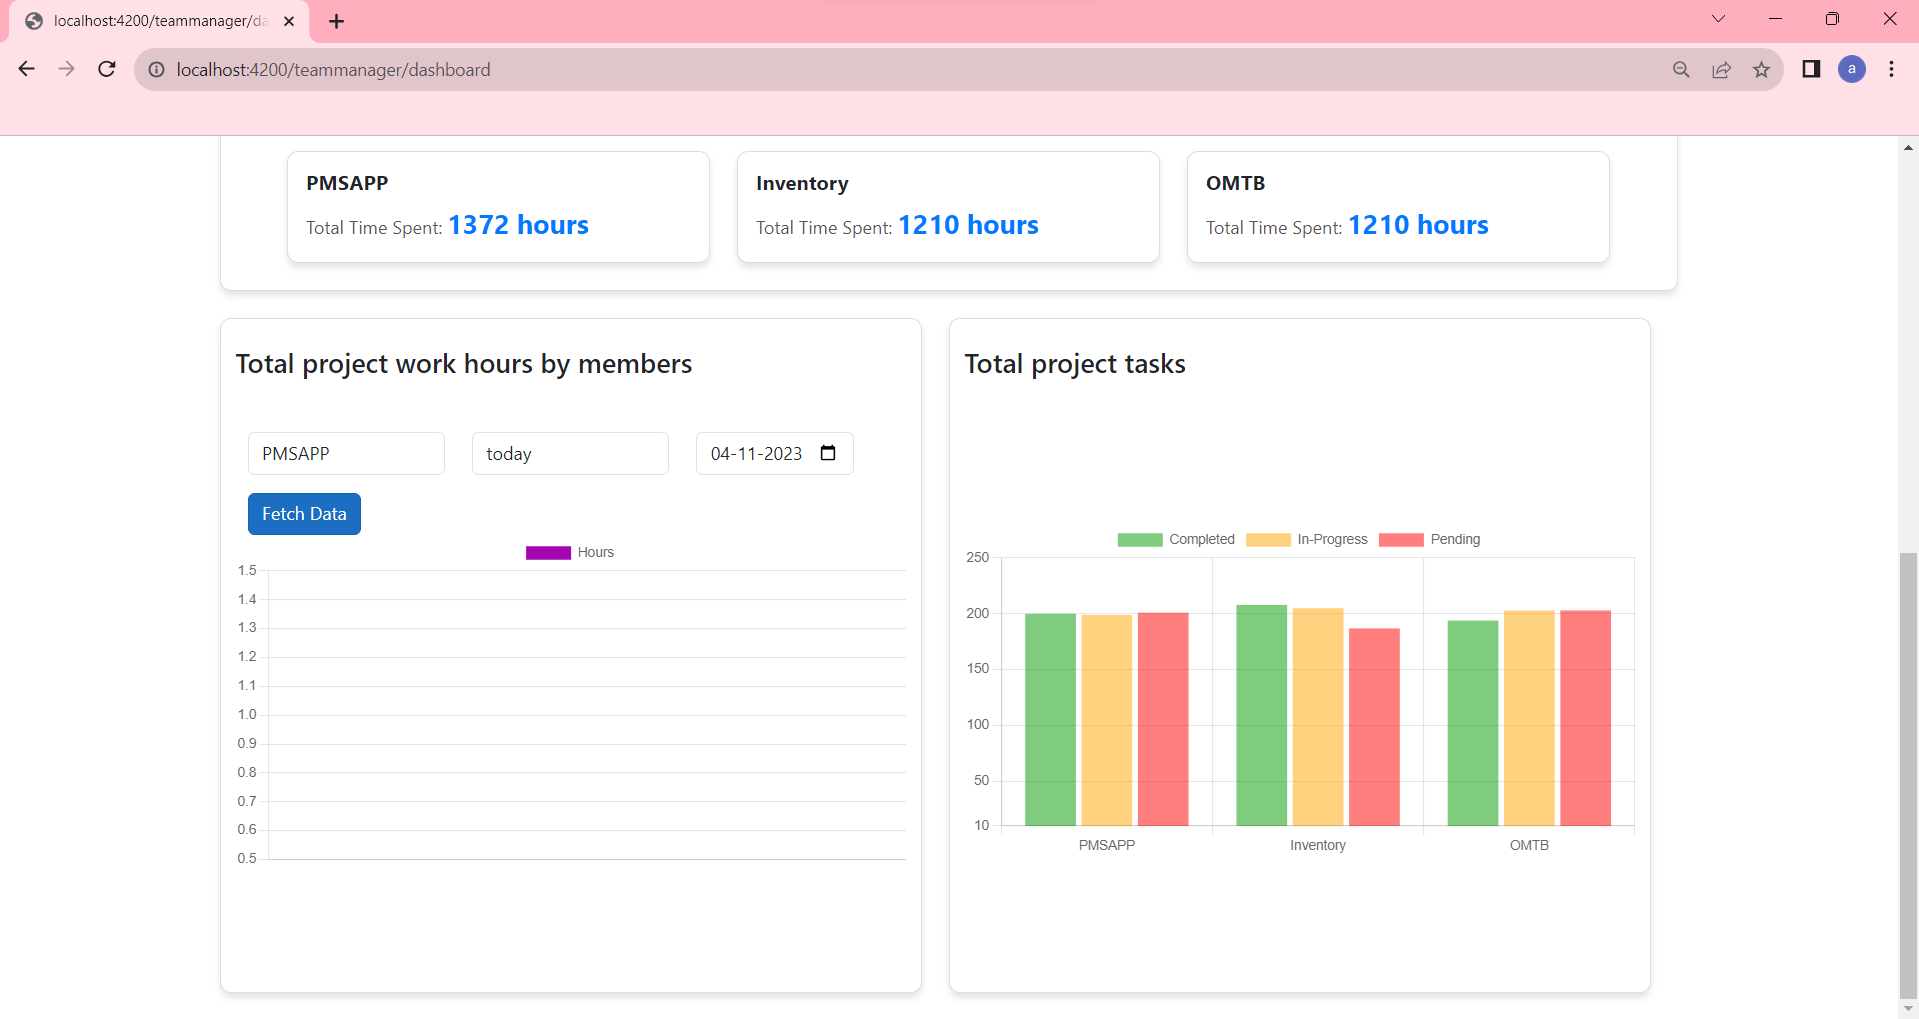 localhost:4200/teammanager/da
localhost:4200/teammanager/dashboard
a
PMSAPP
Total Time Spent: 1372 hours
Inventory
Total Time Spent: 1210 hours
OMTB
Total Time Spent: 1210 hours
Total project work hours by members
PMSAPP
today
04-11-2023
Fetch Data
Hours
1.5
1.4
1.3
1.2
1.1
1.0
0.9
0.8
0.7
0.6
0.5
Total project tasks
Completed In-Progress Pending
250
200
150
100
50
10
PMSAPP Inventory OMTB